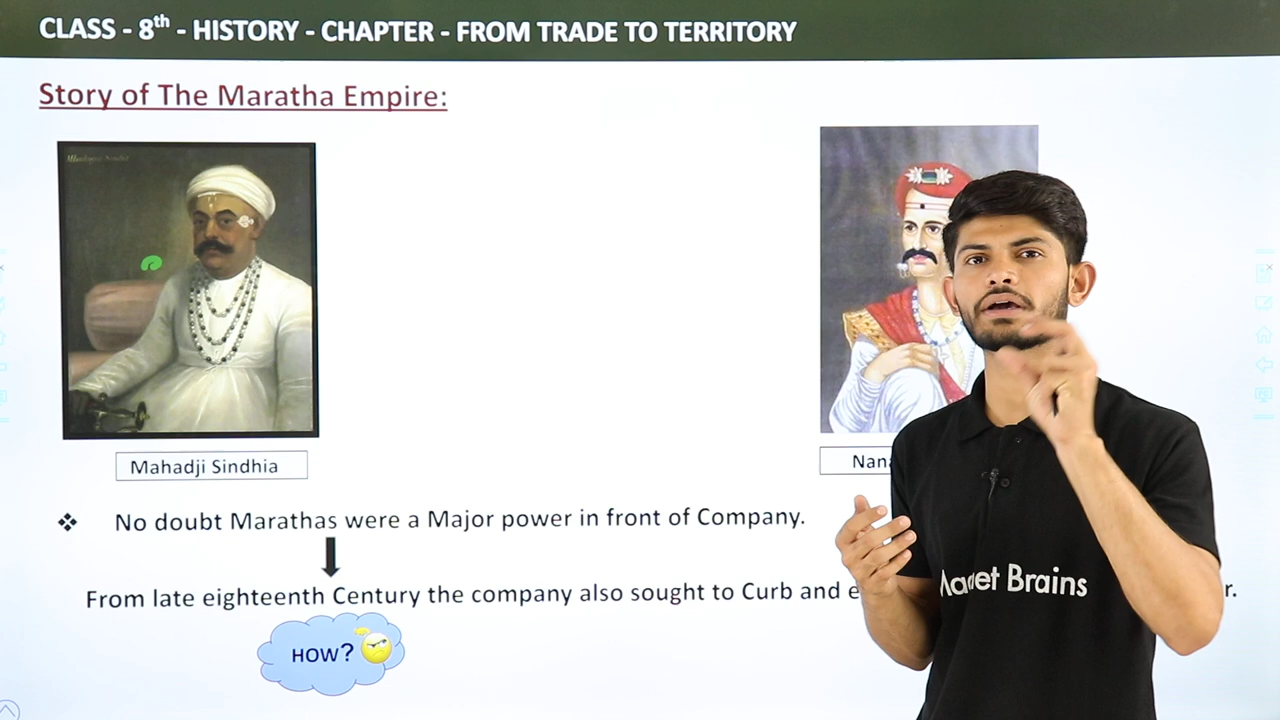 CLASS - 8th - HISTORY - CHAPTER - FROM TRADE TO TERRITORY
Story of The Maratha Empire:
Mahadji Sindhia
Nana
No doubt Marathas were a Major power in front of Company.
From late eighteenth Century the company also sought to Curb and
HOW?
Brains